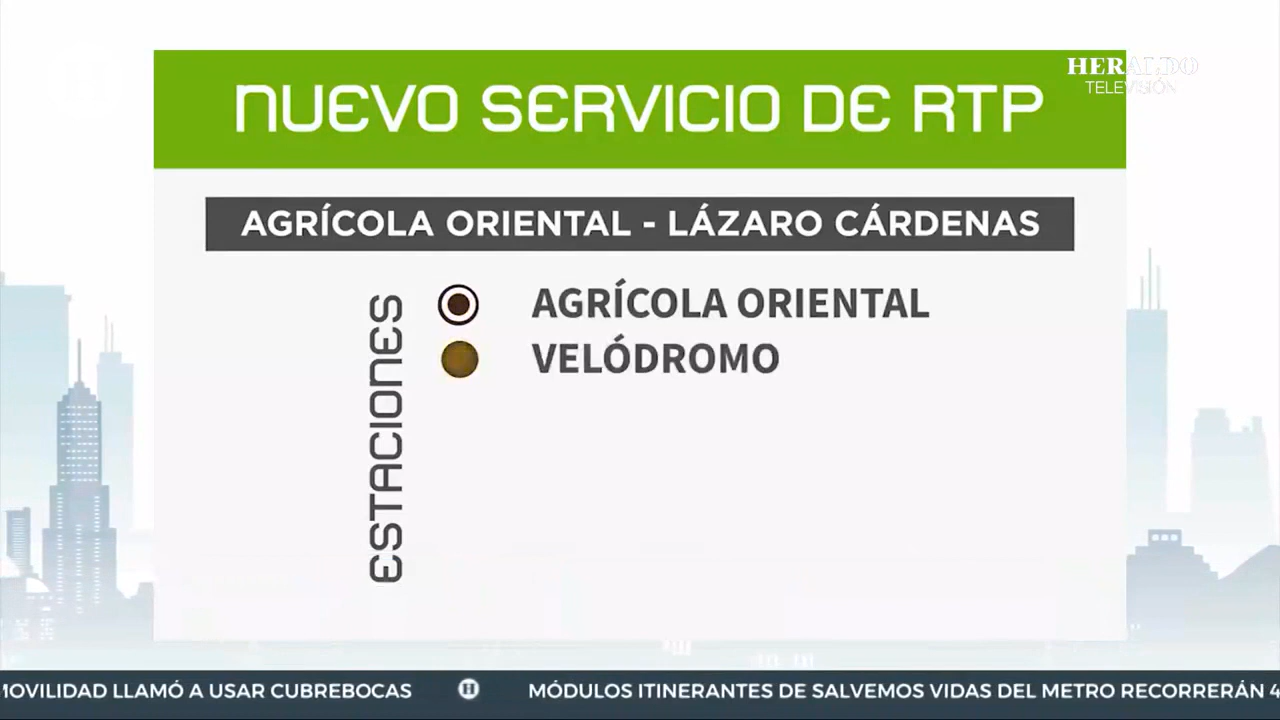 HERALDO
TELEVISIÓN
NUEVO SERVICIO DE RTP
AGRÍCOLA ORIENTAL - LÁZARO CÁRDENAS
ESTACIONES
AGRÍCOLA ORIENTAL
VELÓDROMO
MOVILIDAD LLAMÓ A USAR CUBREBOCAS
MÓDULOS ITINERANTES DE SALVEMOS VIDAS DEL METRO RECORRERÁN 4